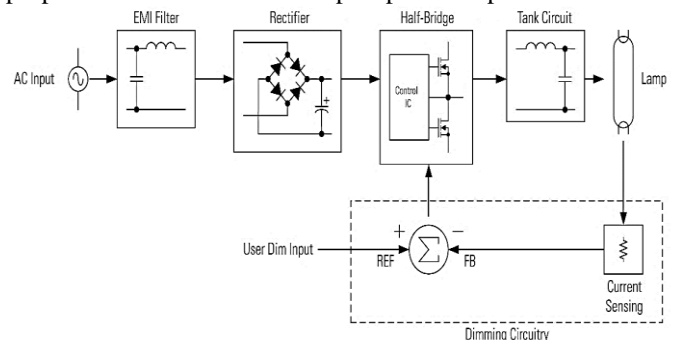 EMI Filter
Rectifier
Half-Bridge
Tank Circuit
AC Input
Control
IC
Lamp
+
+
−
Σ
User Dim Input
REF
FB
Current
Sensing
Dimming Circuitry